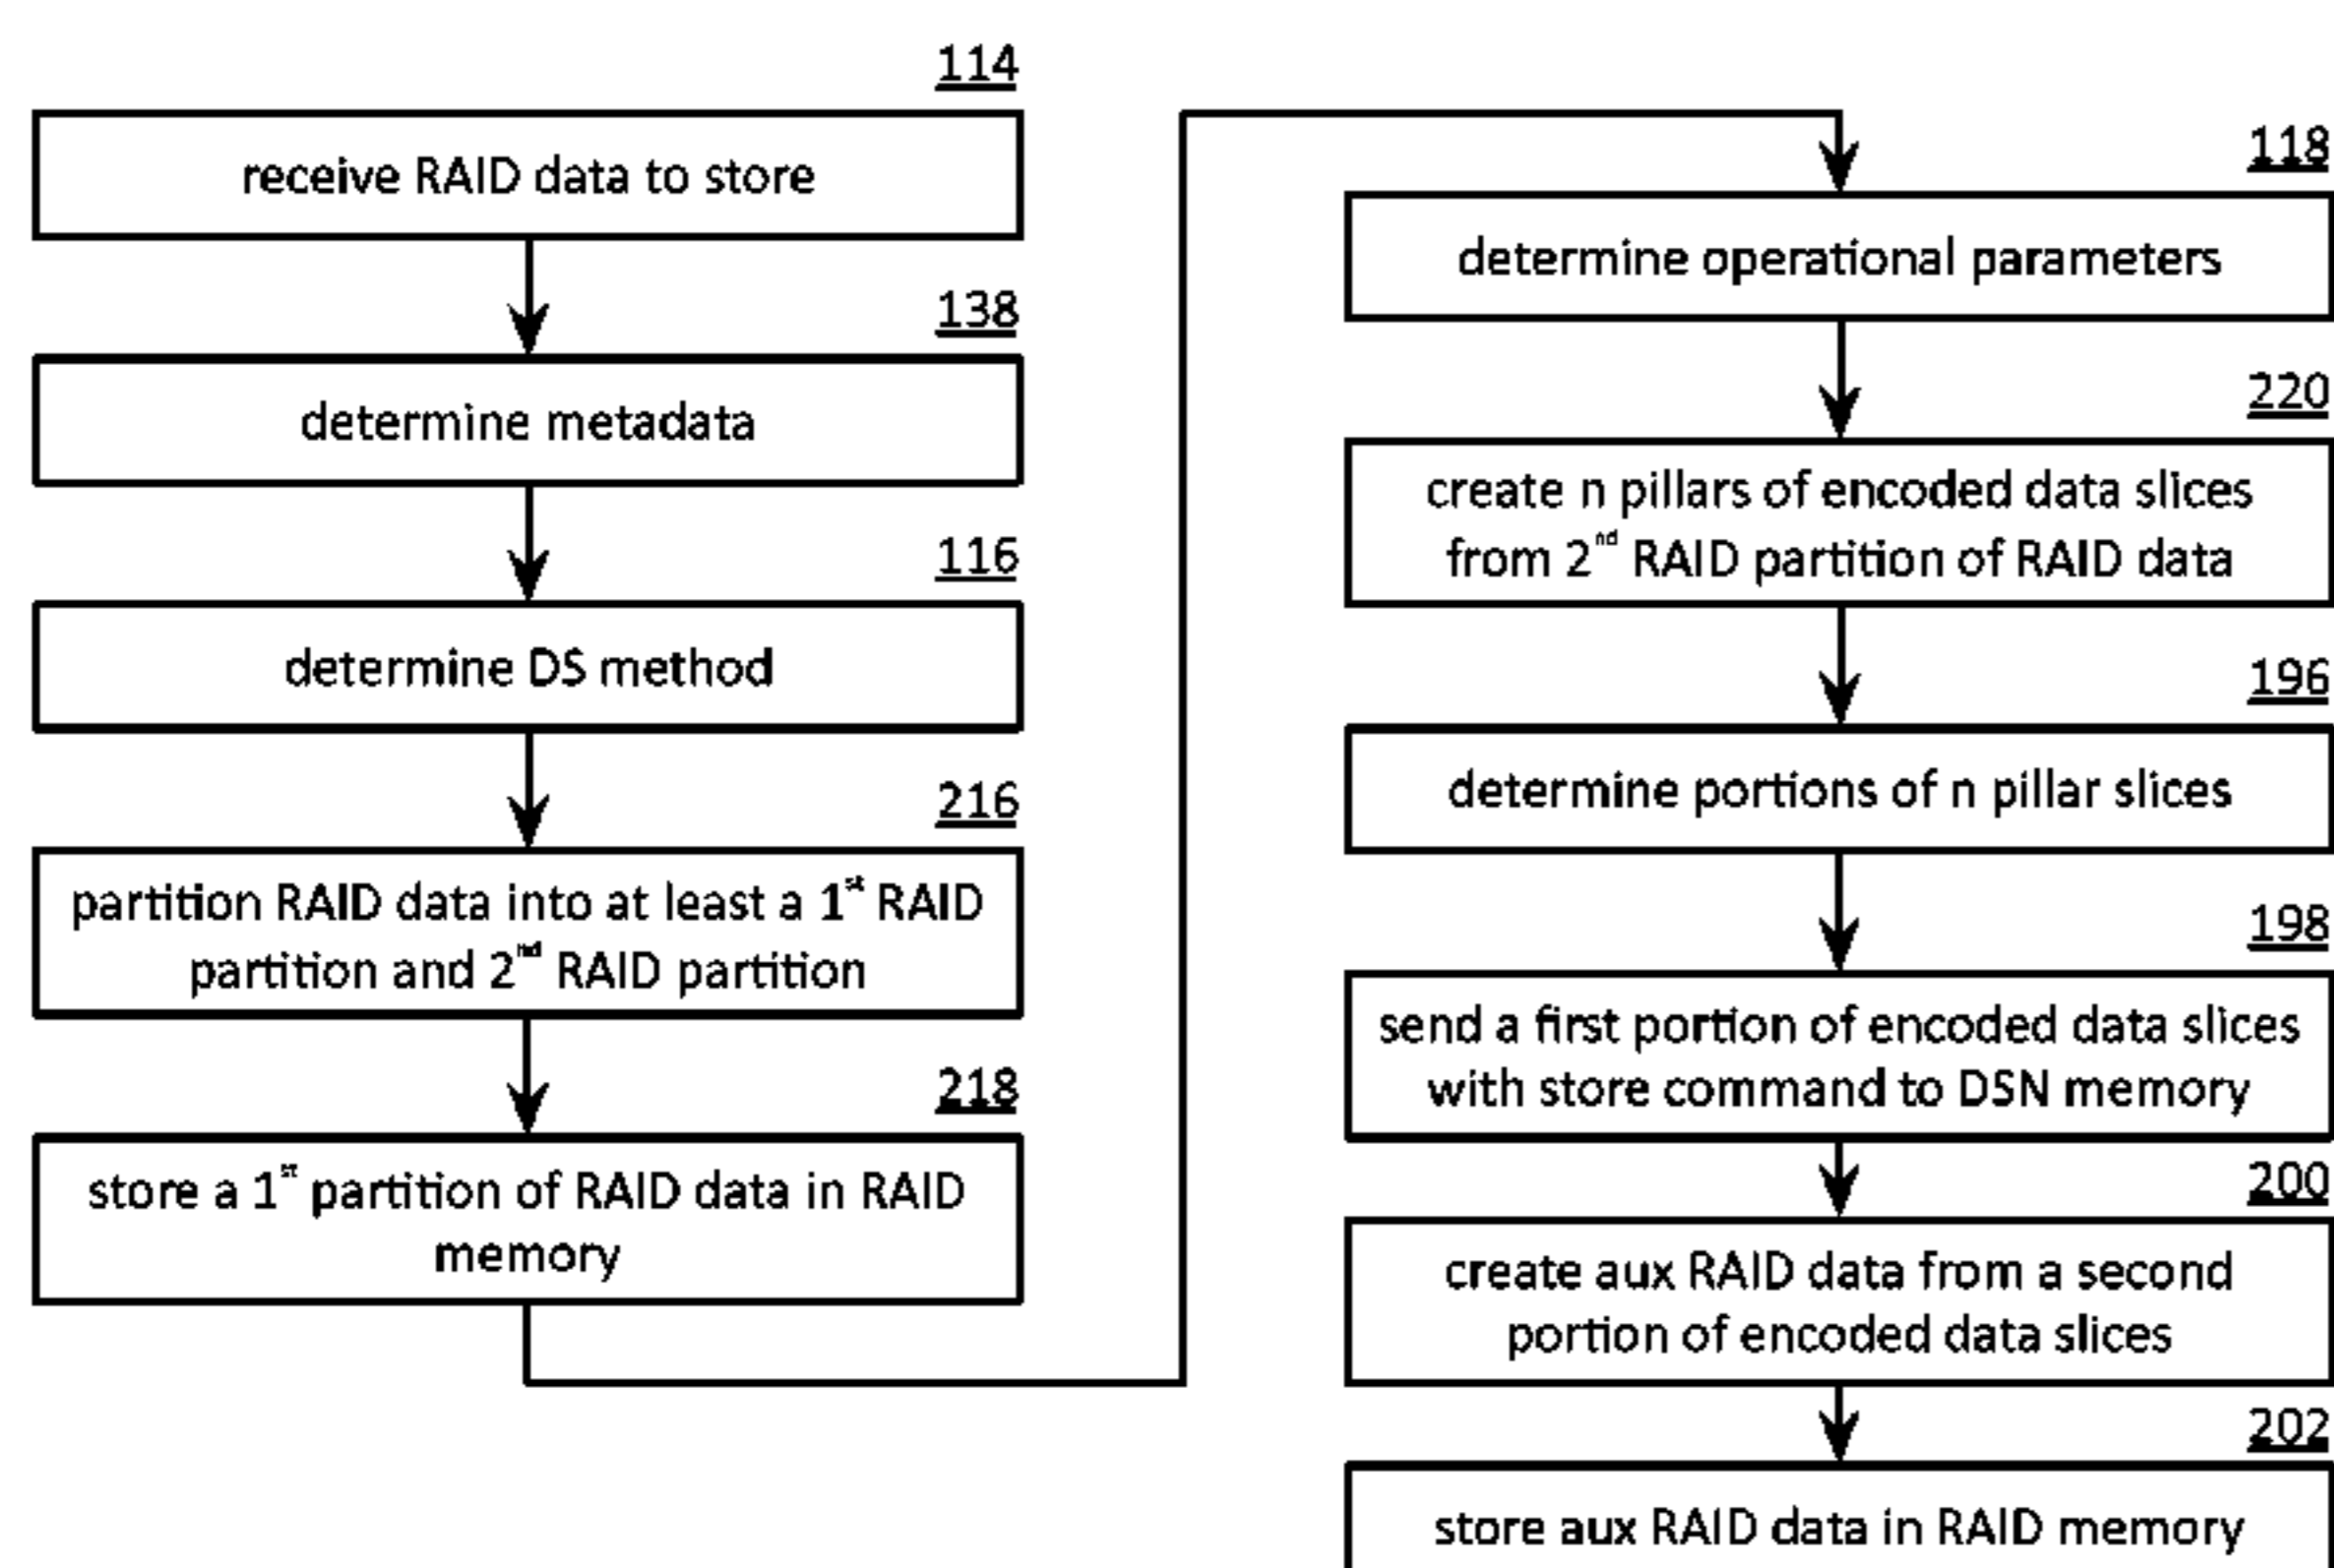 114
receive RAID data to store
138
determine metadata
116
determine DS method
216
partition RAID data into at least a 1st RAID
partition and 2nd RAID partition
218
store a 1st partition of RAID data in RAID
memory
118
determine operational parameters
220
create n pillars of encoded data slices
from 2nd RAID partition of RAID data
196
determine portions of n pillar slices
198
send a first portion of encoded data slices
with store command to DSN memory
200
create aux RAID data from a second
portion of encoded data slices
202
store aux RAID data in RAID memory